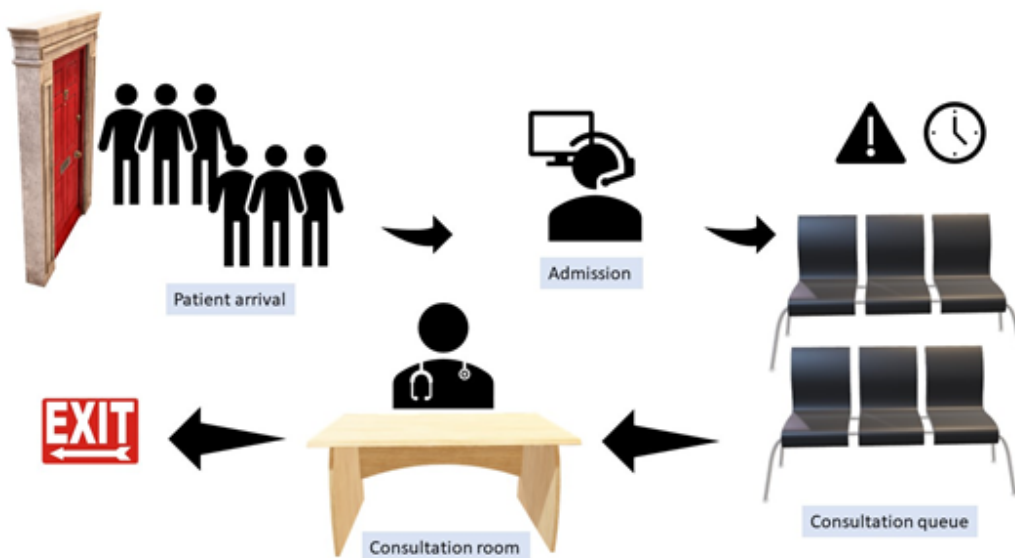 Patient arrival
Admission
Consultation queue
Consultation room
EXIT